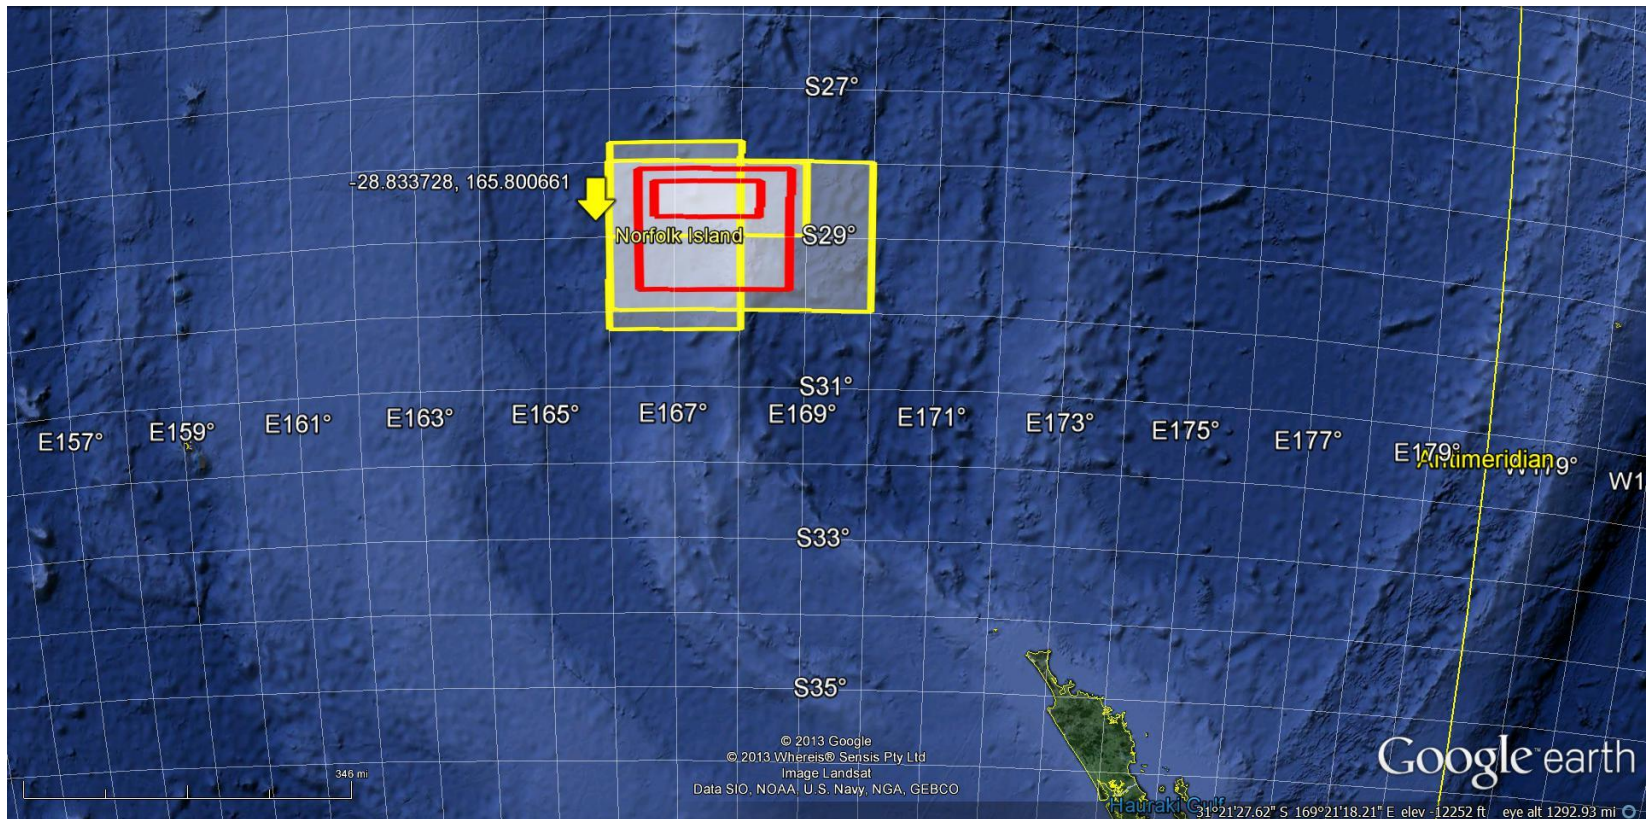 S27°
-28.833728, 165.800661
Norfolk Island
S29°
S31°
E157°
E159°
E161°
E163°
E165°
E167°
E169°
E171°
E173°
E175°
E177°
E179°
Antimeridian
W179°
W1
S33°
S35°
© 2013 Google
© 2013 Whereis® Sensis Pty Ltd
Image Landsat
Data SIO, NOAA, U.S. Navy, NGA, GEBCO
Google earth
346 mi
Hauraki Gulf
31°21'27.62" S 169°21'18.21" E elev -12252 ft eye alt 1292.93 mi